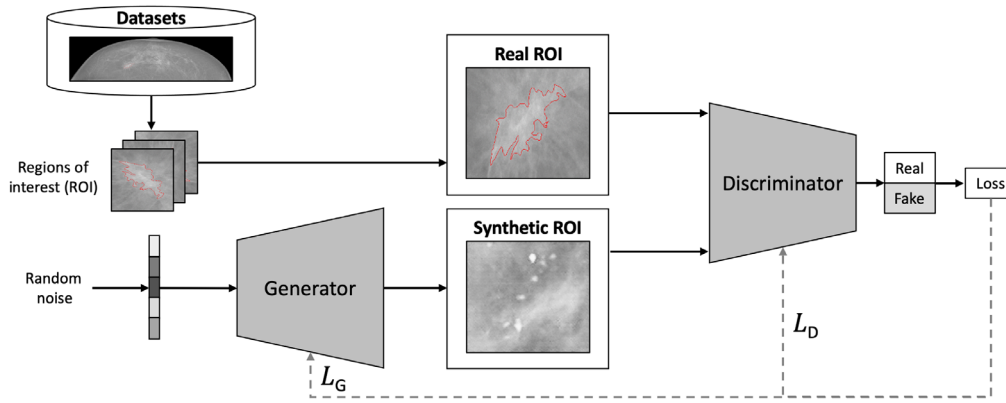 Datasets
Real ROI
Regions of
interest (ROI)
Discriminator
Real
Fake
Loss
Synthetic ROI
Random
noise
Generator
L_G
L_D